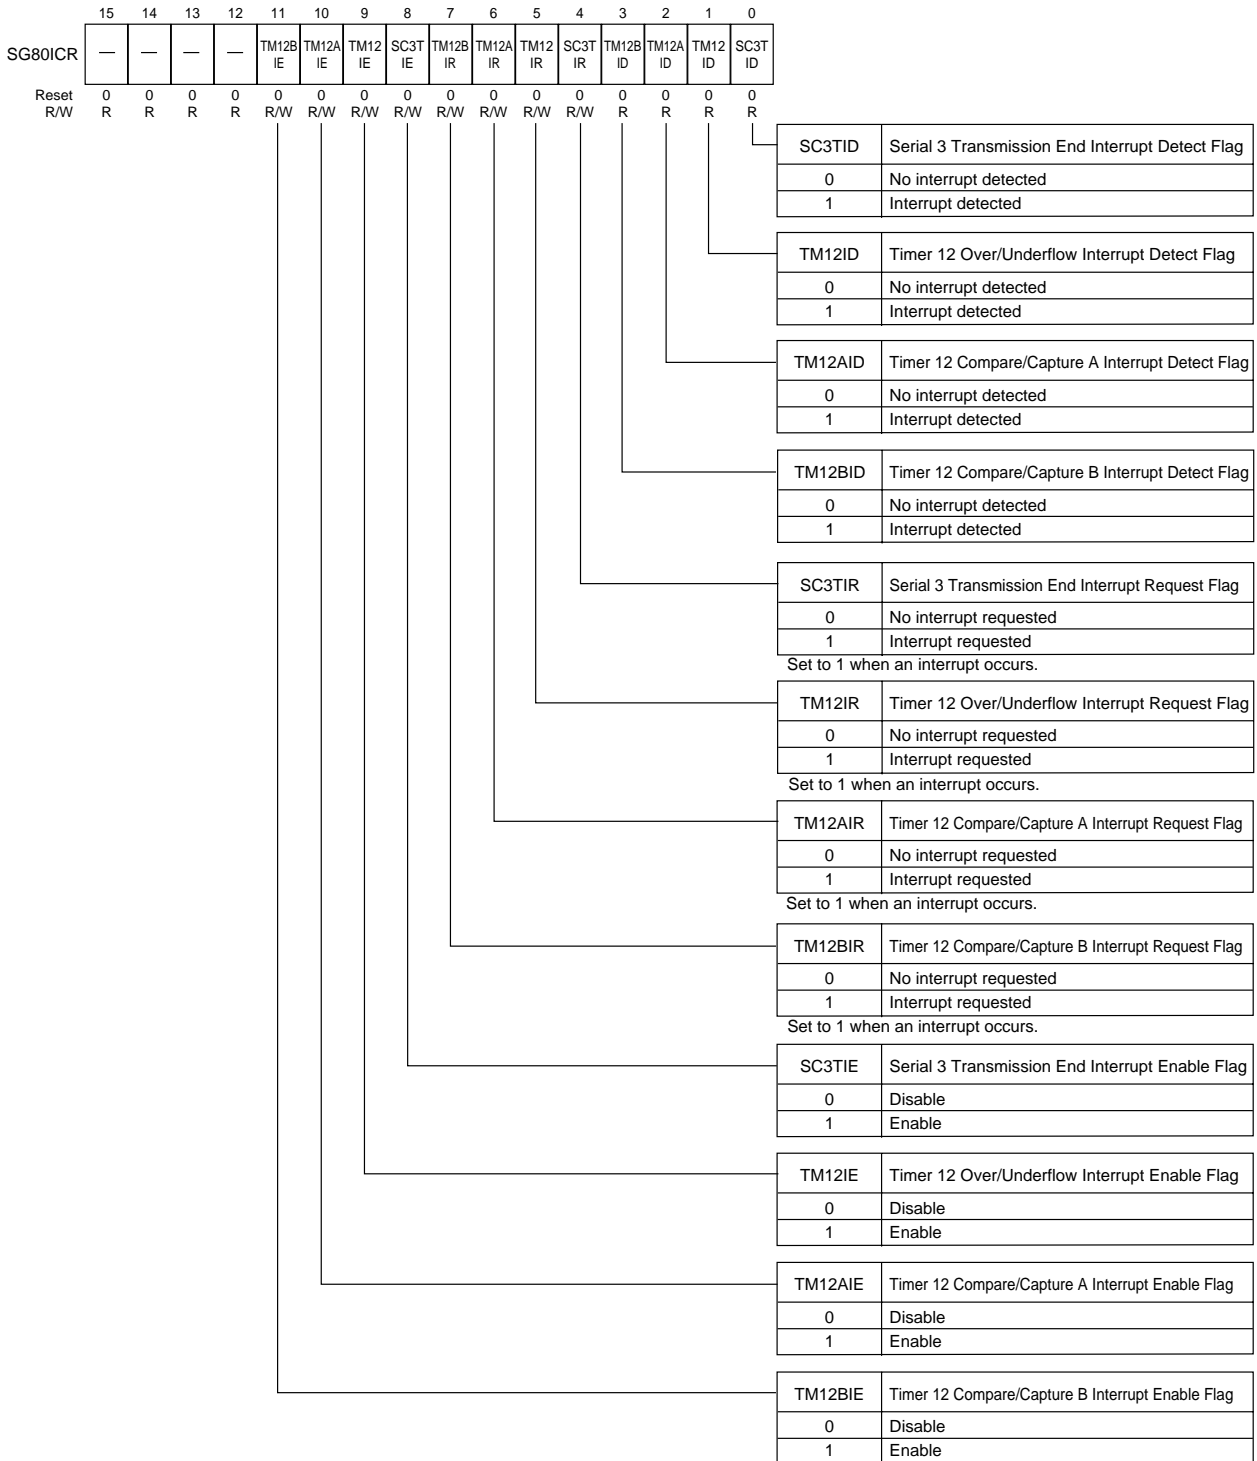 15 14 13 12 11 10 9 8 7 6 5 4 3 2 1 0
SG80ICR — — — — TM12B IE TM12A IE TM12 IE SC3T IE TM12B IR TM12A IR TM12 IR SC3T IR TM12B ID TM12A ID TM12 ID SC3T ID
Reset 0 0 0 0 0 0 0 0 0 0 0 0 0 0 0 0
R/W R R R R R/W R/W R/W R/W R/W R/W R/W R/W R R R R
SC3TID Serial 3 Transmission End Interrupt Detect Flag
0 No interrupt detected
1 Interrupt detected
TM12ID Timer 12 Over/Underflow Interrupt Detect Flag
0 No interrupt detected
1 Interrupt detected
TM12AID Timer 12 Compare/Capture A Interrupt Detect Flag
0 No interrupt detected
1 Interrupt detected
TM12BID Timer 12 Compare/Capture B Interrupt Detect Flag
0 No interrupt detected
1 Interrupt detected
SC3TIR Serial 3 Transmission End Interrupt Request Flag
0 No interrupt requested
1 Interrupt requested
Set to 1 when an interrupt occurs.
TM12IR Timer 12 Over/Underflow Interrupt Request Flag
0 No interrupt requested
1 Interrupt requested
Set to 1 when an interrupt occurs.
TM12AIR Timer 12 Compare/Capture A Interrupt Request Flag
0 No interrupt requested
1 Interrupt requested
Set to 1 when an interrupt occurs.
TM12BIR Timer 12 Compare/Capture B Interrupt Request Flag
0 No interrupt requested
1 Interrupt requested
Set to 1 when an interrupt occurs.
SC3TIE Serial 3 Transmission End Interrupt Enable Flag
0 Disable
1 Enable
TM12IE Timer 12 Over/Underflow Interrupt Enable Flag
0 Disable
1 Enable
TM12AIE Timer 12 Compare/Capture A Interrupt Enable Flag
0 Disable
1 Enable
TM12BIE Timer 12 Compare/Capture B Interrupt Enable Flag
0 Disable
1 Enable